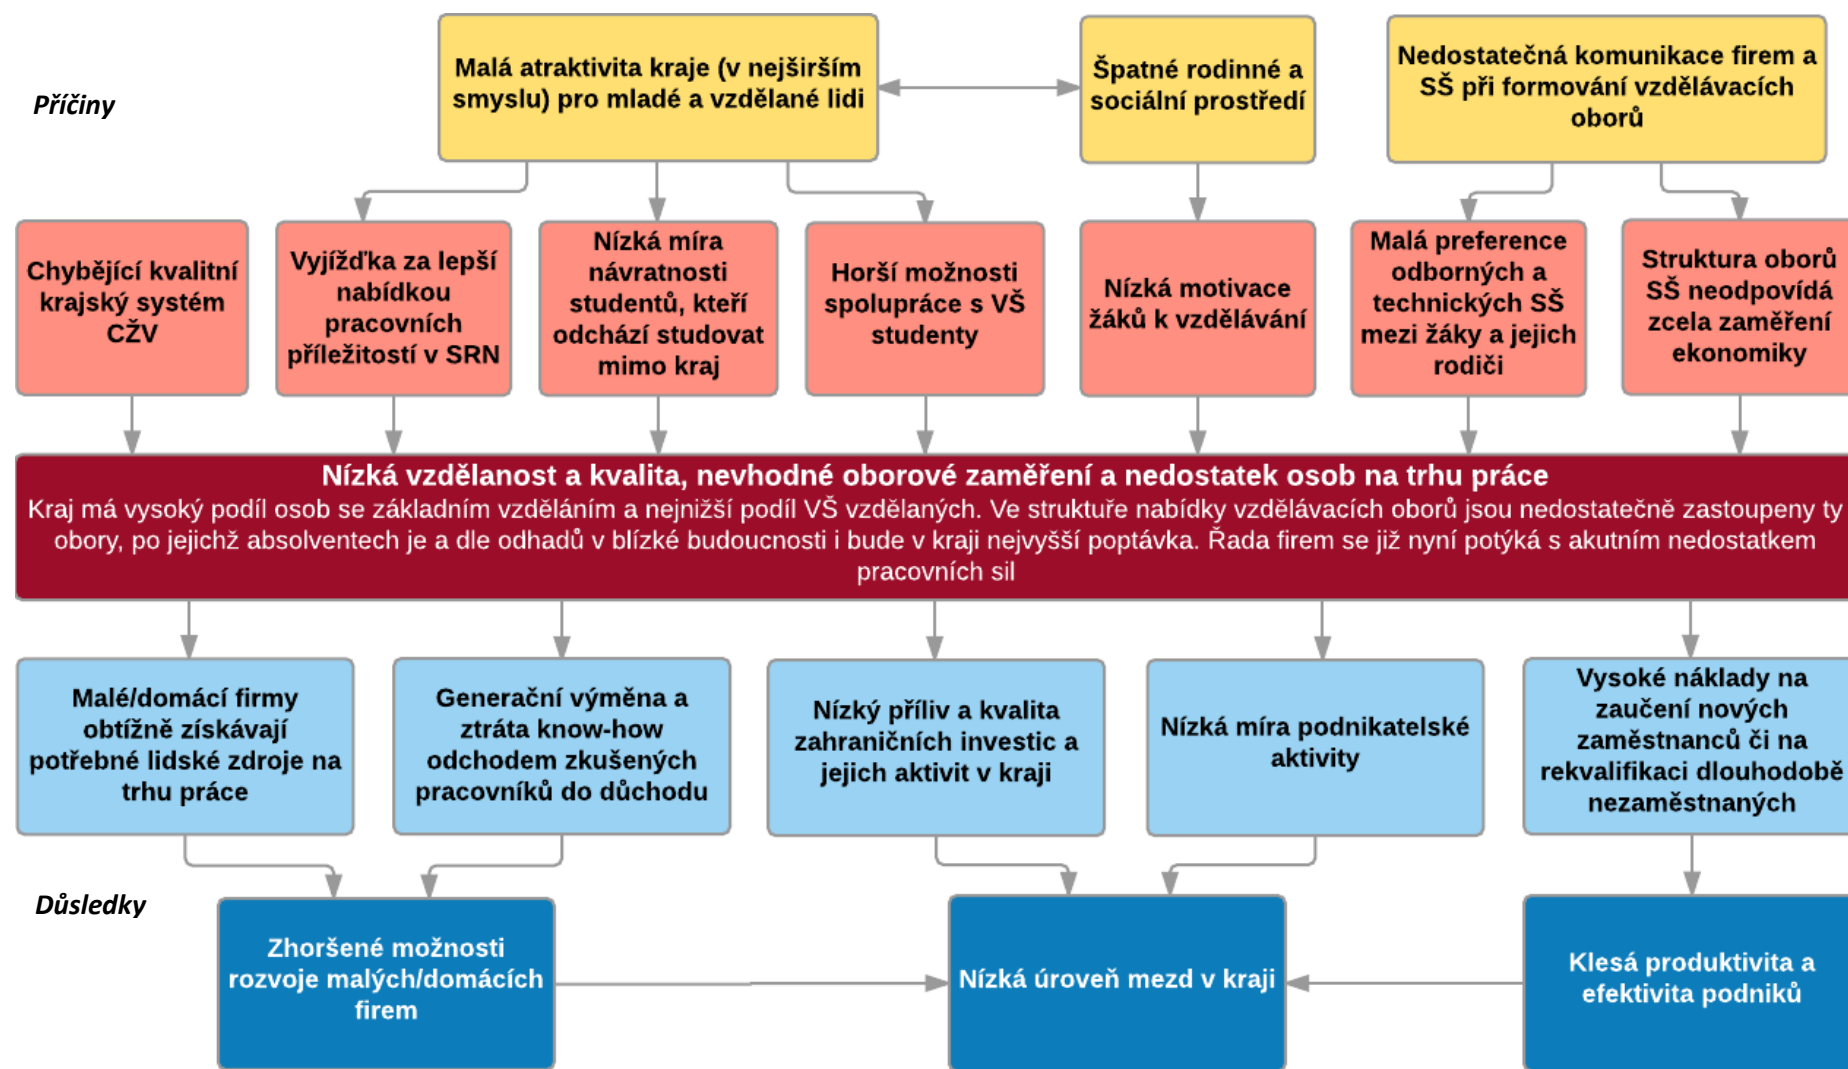 Příčiny
Malá atraktivita kraje (v nejširším
smyslu) pro mladé a vzdělané lidi
Špatné rodinné a
sociální prostředí
Nedostatečná komunikace firem a
SŠ při formování vzdělávacích
oborů
Chybějící kvalitní
krajský systém
CŽV
Vyjížďka za lepší
nabídkou
pracovních
příležitostí v SRN
Nízká míra
návratnosti
studentů, kteří
odchází studovat
mimo kraj
Horší možnosti
spolupráce s VŠ
studenty
Nízká motivace
žáků k vzdělávání
Malá preference
odborných a
technických SŠ
mezi žáky a jejich
rodiči
Struktura oborů
SŠ neodpovídá
zcela zaměření
ekonomiky
Nízká vzdělanost a kvalita, nevhodné oborové zaměření a nedostatek osob na trhu práce
Kraj má vysoký podíl osob se základním vzděláním a nejnižší podíl VŠ vzdělaných. Ve struktuře nabídky vzdělávacích oborů jsou nedostatečně zastoupeny ty
obory, po jejichž absolventech je a dle odhadů v blízké budoucnosti i bude v kraji nejvyšší poptávka. Řada firem se již nyní potýká s akutním nedostatkem
pracovních sil
Malé/domácí firmy
obtížně získávají
potřebné lidské zdroje na
trhu práce
Generační výměna a
ztráta know-how
odchodem zkušených
pracovníků do důchodu
Nízký příliv a kvalita
zahraničních investic a
jejich aktivit v kraji
Nízká míra podnikatelské
aktivity
Vysoké náklady na
zaučení nových
zaměstnanců či na
rekvalifikaci dlouhodobě
nezaměstnaných
Důsledky
Zhoršené možnosti
rozvoje malých/domácích
firem
Nízká úroveň mezd v kraji
Klesá produktivita a
efektivita podniků